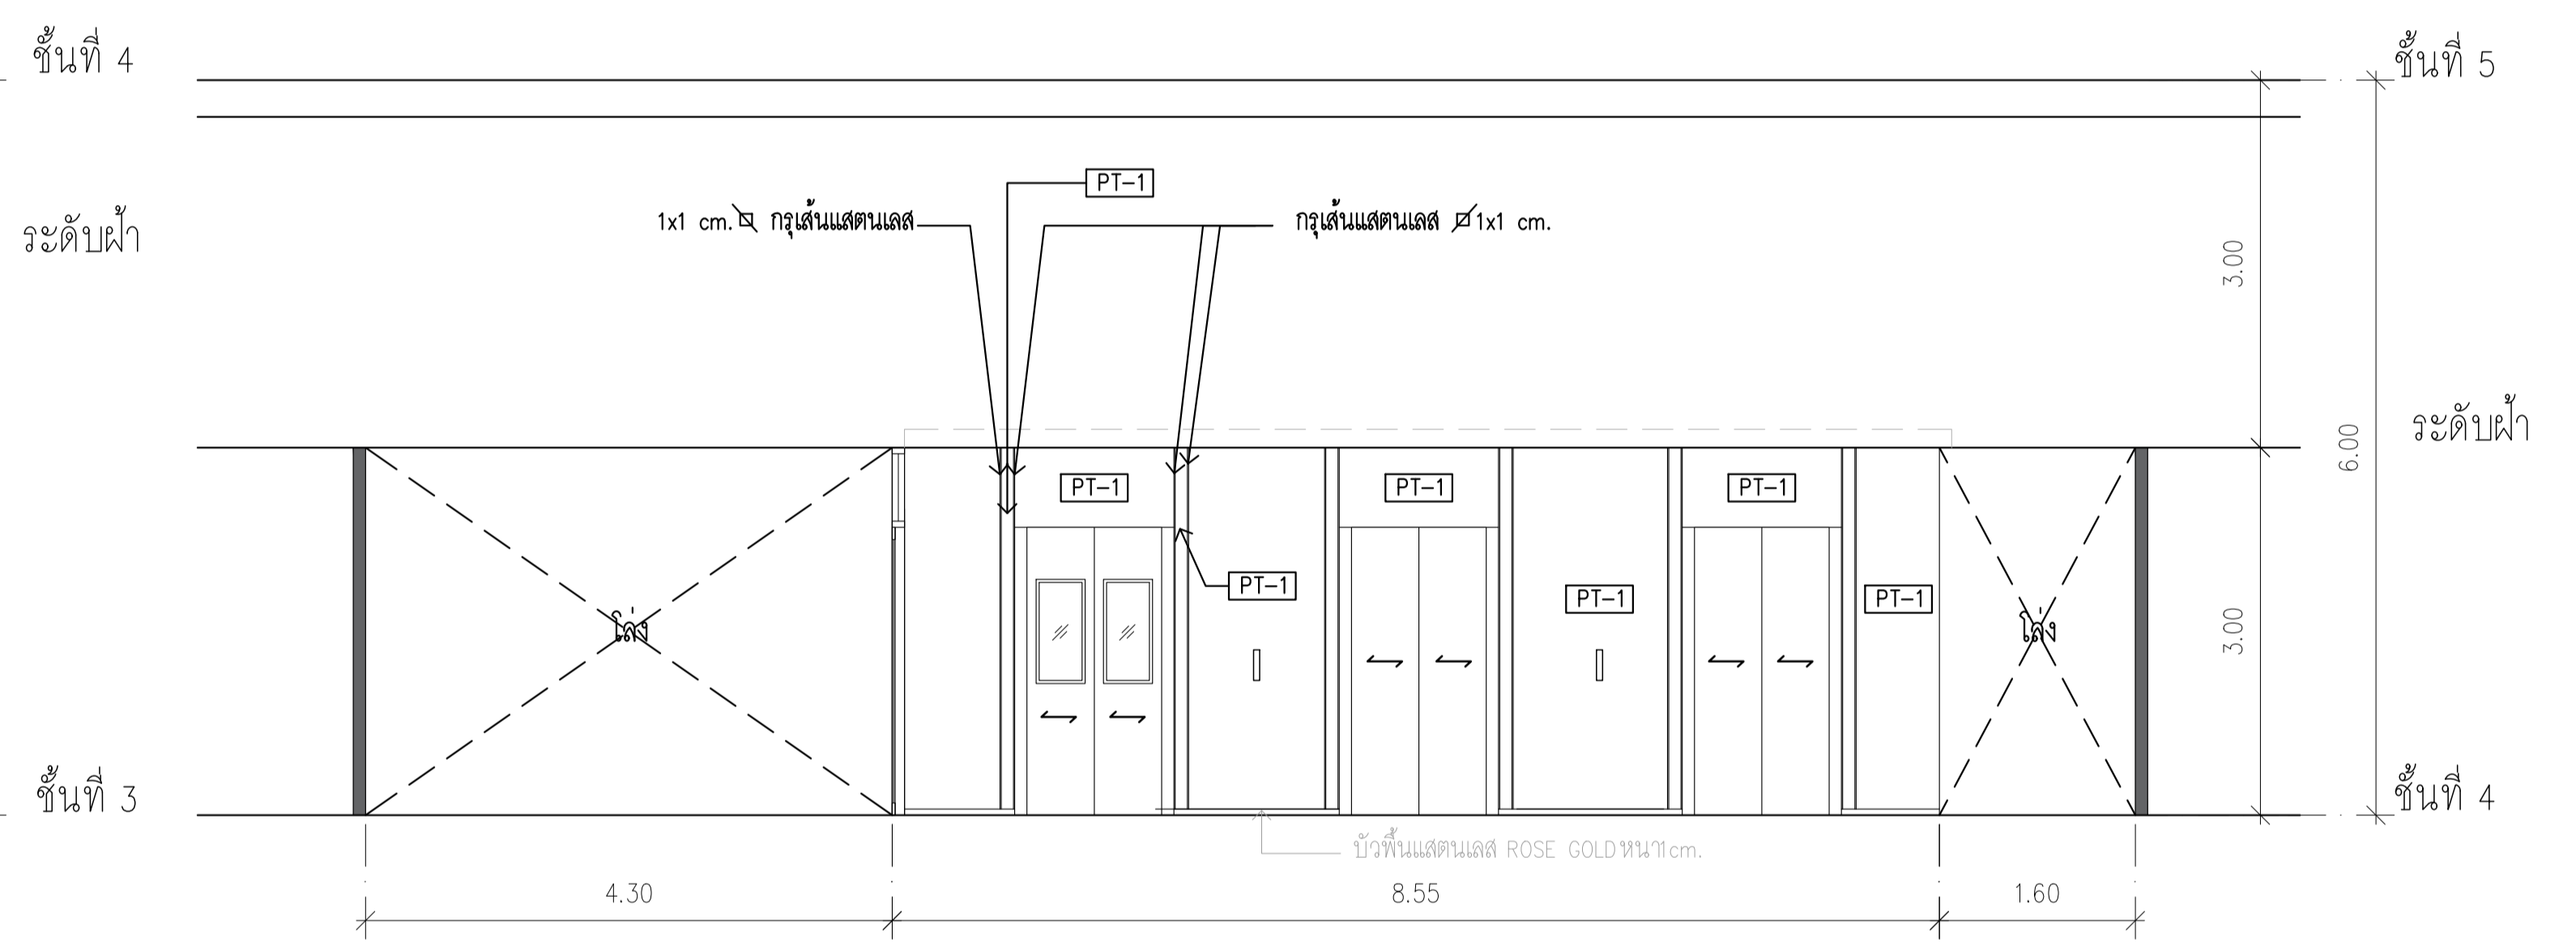 ชั้นที่ 4
ชั้นที่ 5
PT-1
1x1 cm. กรุเส้นแสตนเลส
กรุเส้นแสตนเลส 1x1 cm.
ระดับฝ้า
3.00
ระดับฝ้า
6.00
PT-1
PT-1
PT-1
PT-1
PT-1
PT-1
โล่ง
โล่ง
3.00
ชั้นที่ 3
ชั้นที่ 4
บัวพื้นแสตนเลส ROSE GOLD หนา1cm.
4.30
8.55
1.60